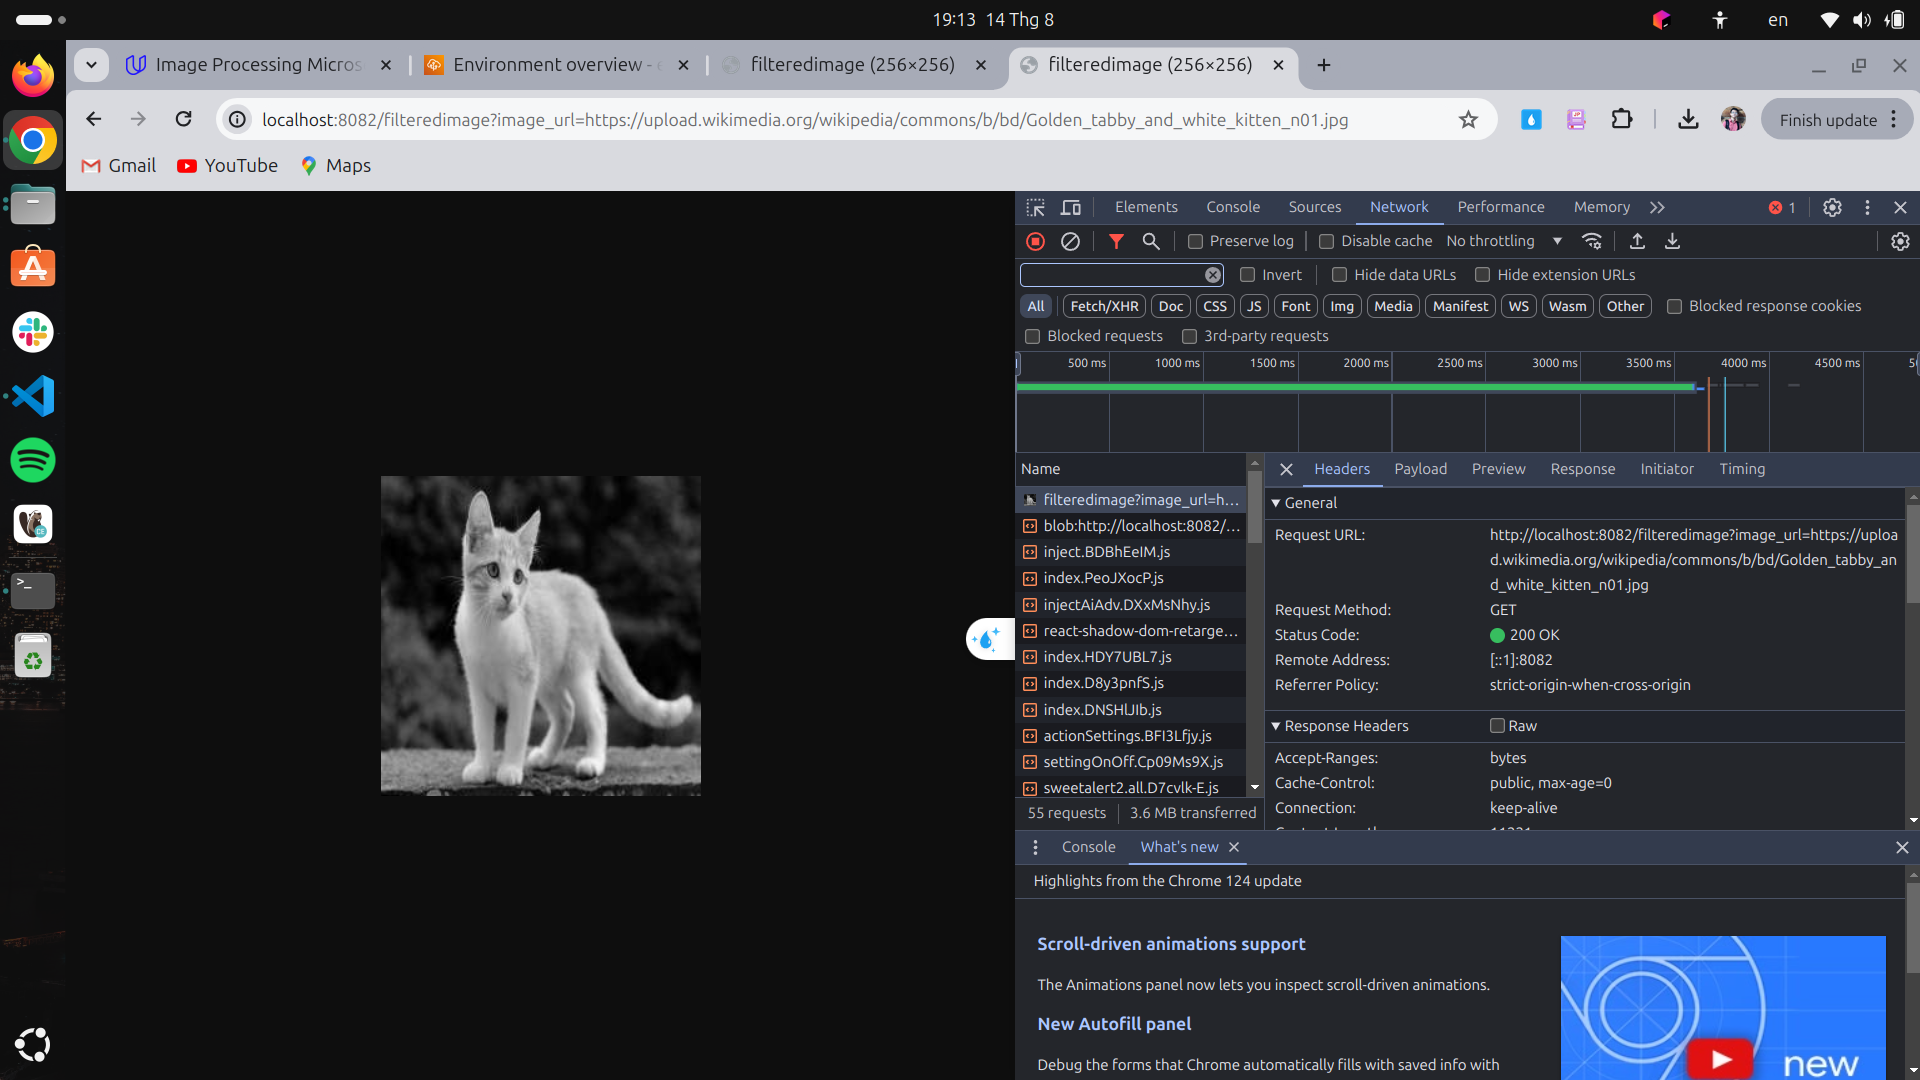 19:13 14 Thg 8
en
Image Processing Micros
Environment overview - e
filteredimage (256×256)
filteredimage (256×256)
localhost:8082/filteredimage?image_url=https://upload.wikimedia.org/wikipedia/commons/b/bd/Golden_tabby_and_white_kitten_n01.jpg
Finish update
Gmail
YouTube
Maps
Elements
Console
Sources
Network
Performance
Memory
1
Preserve log
Disable cache
No throttling
Invert
Hide data URLs
Hide extension URLs
All
Fetch/XHR
Doc
CSS
JS
Font
Img
Media
Manifest
WS
Wasm
Other
Blocked response cookies
Blocked requests
3rd-party requests
500 ms
1000 ms
1500 ms
2000 ms
2500 ms
3000 ms
3500 ms
4000 ms
4500 ms
Name
filteredimage?image_url=h...
blob:http://localhost:8082/...
inject.BDBhEeIM.js
index.PeoJXocP.js
injectAiAdv.DXxMsNhy.js
react-shadow-dom-retarge...
index.HDY7UBL7.js
index.D8y3pnfS.js
index.DNSHlJIb.js
actionSettings.BFI3Lfjy.js
settingOnOff.Cp09Ms9X.js
sweetalert2.all.D7cvlk-E.js
55 requests
3.6 MB transferred
Headers
Payload
Preview
Response
Initiator
Timing
General
Request URL:
http://localhost:8082/filteredimage?image_url=https://uploa
d.wikimedia.org/wikipedia/commons/b/bd/Golden_tabby_an
d_white_kitten_n01.jpg
Request Method:
GET
Status Code:
200 OK
Remote Address:
[::1]:8082
Referrer Policy:
strict-origin-when-cross-origin
Response Headers
Raw
Accept-Ranges:
bytes
Cache-Control:
public, max-age=0
Connection:
keep-alive
Console
What's new
Highlights from the Chrome 124 update
Scroll-driven animations support
The Animations panel now lets you inspect scroll-driven animations.
New Autofill panel
Debug the forms that Chrome automatically fills with saved info with
new